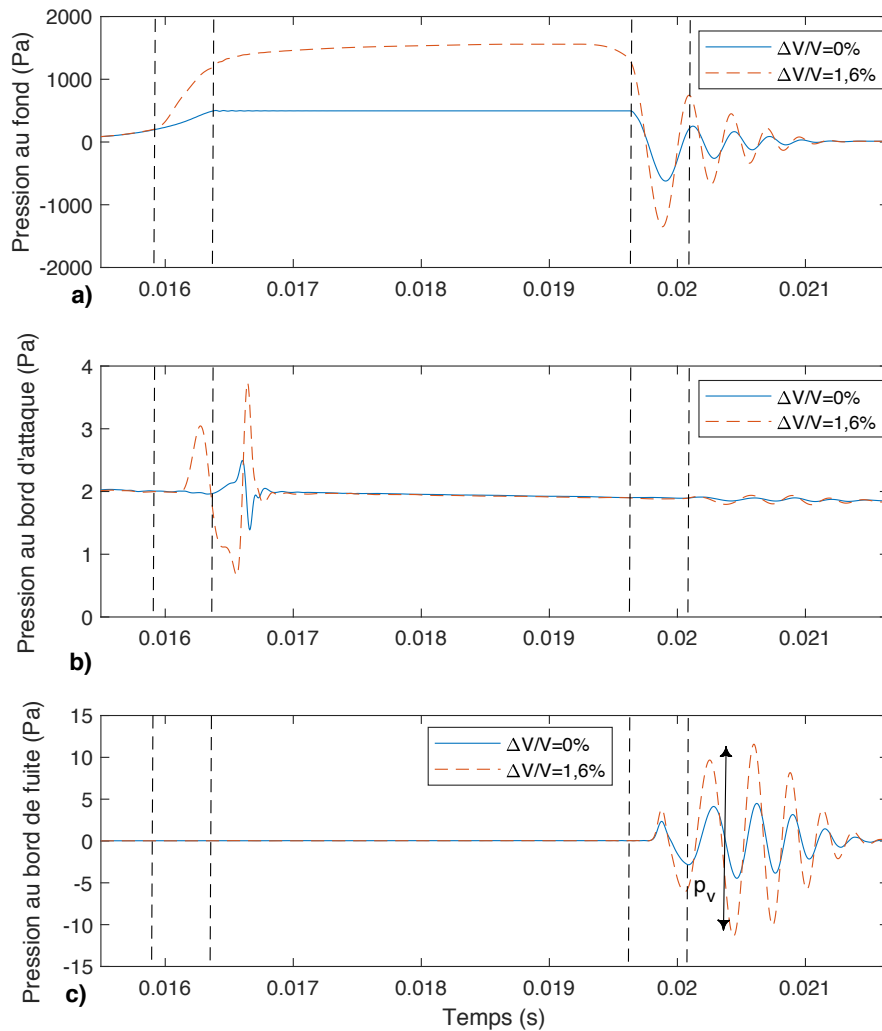 Pression au fond (Pa)
2000
1000
0
-1000
-2000
0.016
0.017
0.018
0.019
0.02
0.021
ΔV/V=0%
ΔV/V=1,6%
a)
Pression au bord d'attaque (Pa)
4
3
2
1
0
0.016
0.017
0.018
0.019
0.02
0.021
ΔV/V=0%
ΔV/V=1,6%
b)
Pression au bord de fuite (Pa)
15
10
5
0
-5
-10
-15
0.016
0.017
0.018
0.019
0.02
0.021
ΔV/V=0%
ΔV/V=1,6%
pv
c)
Temps (s)